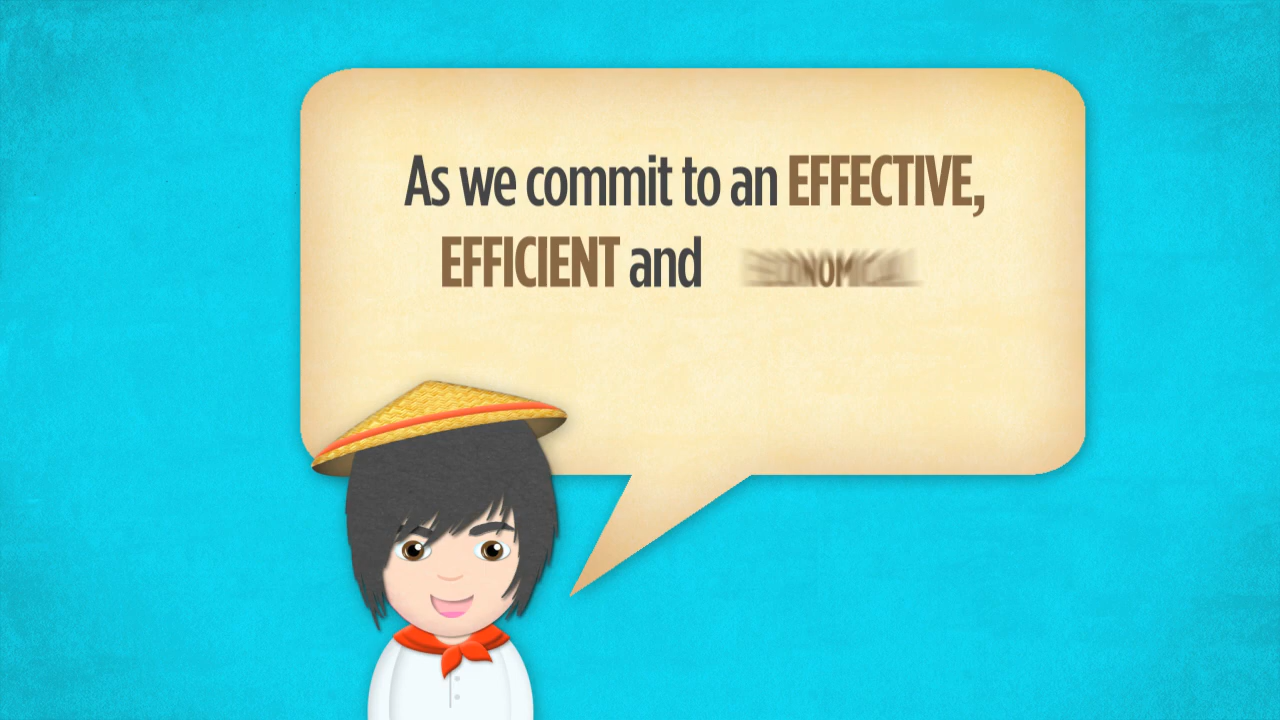 As we commit to an EFFECTIVE,
EFFICIENT and